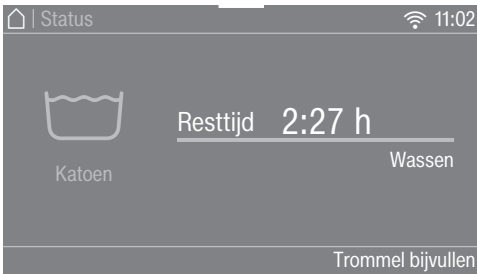 | Status
11:02
Resttijd 2:27 h
Wassen
Katoen
Trommel bijvullen